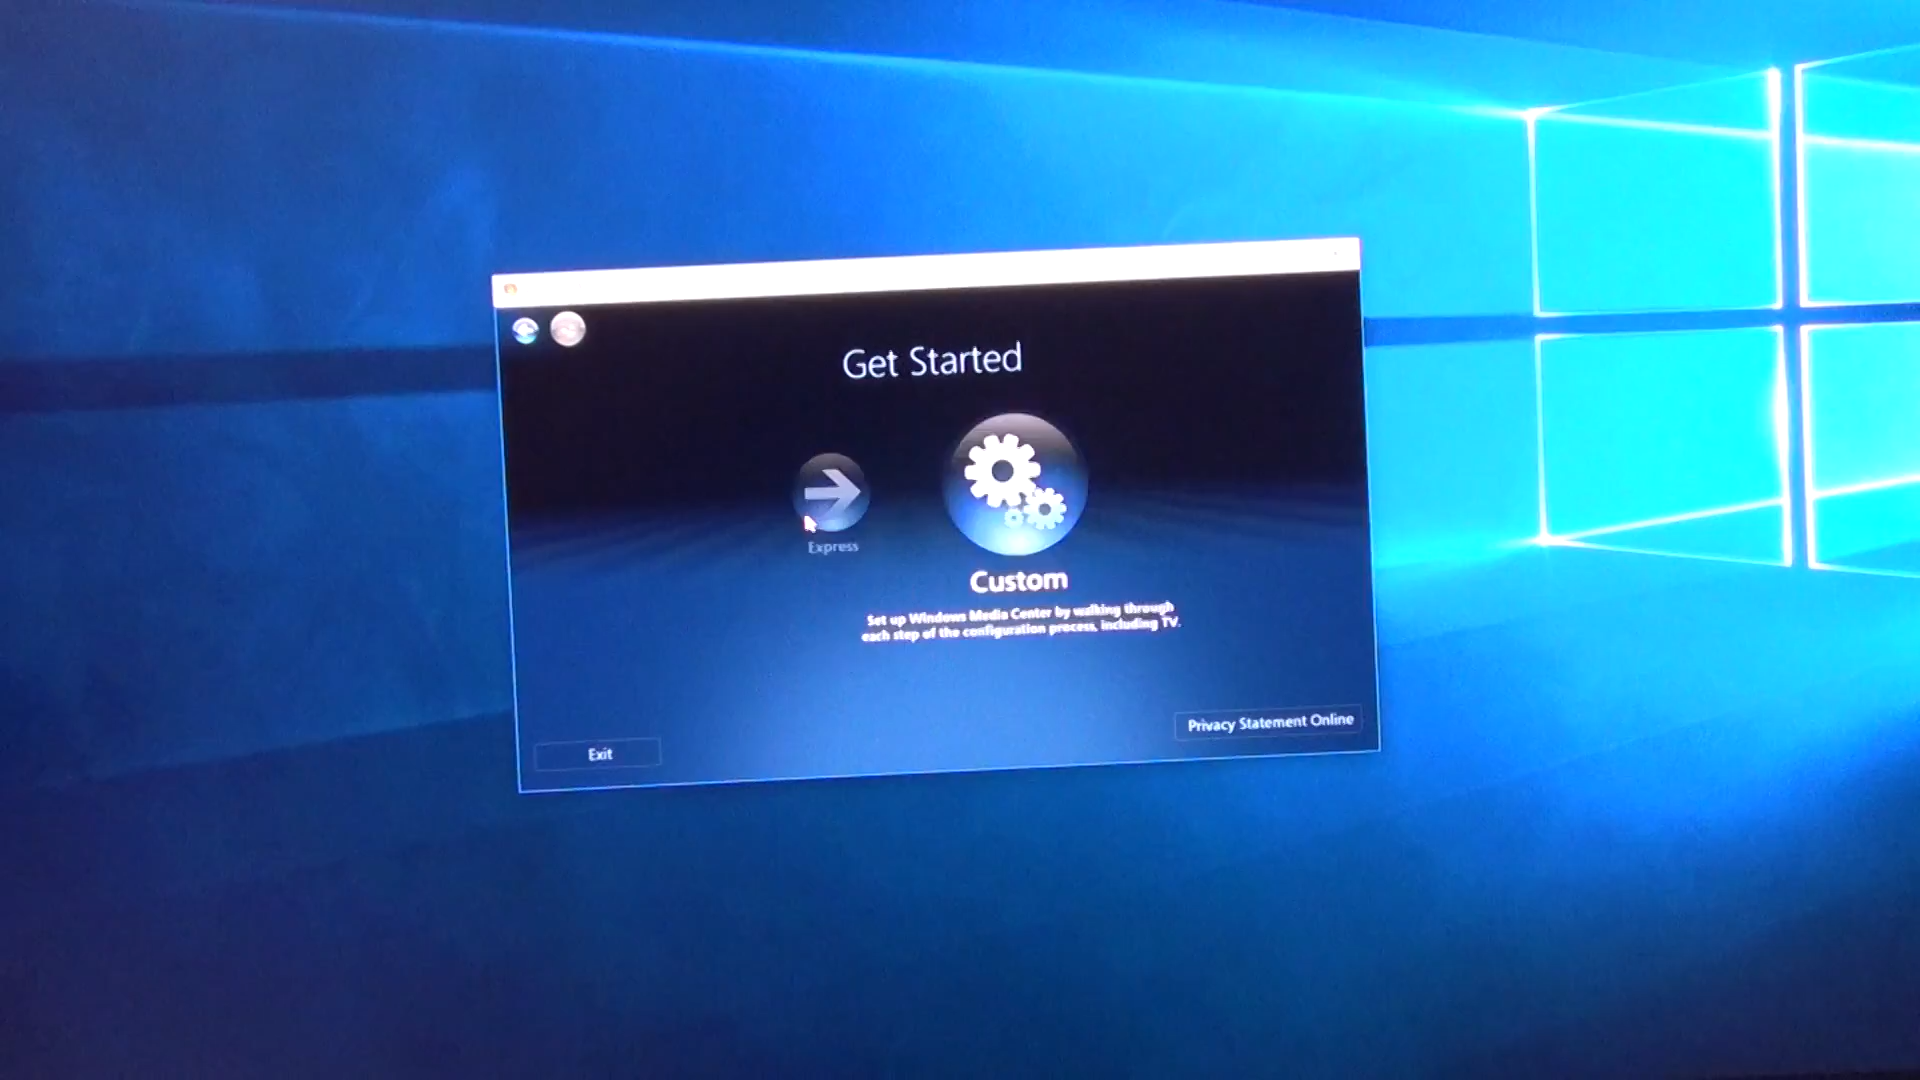 Get Started
Express
Custom
Set up Windows Media Center by walking through
each step of the configuration process, including TV.
Privacy Statement Online
Exit